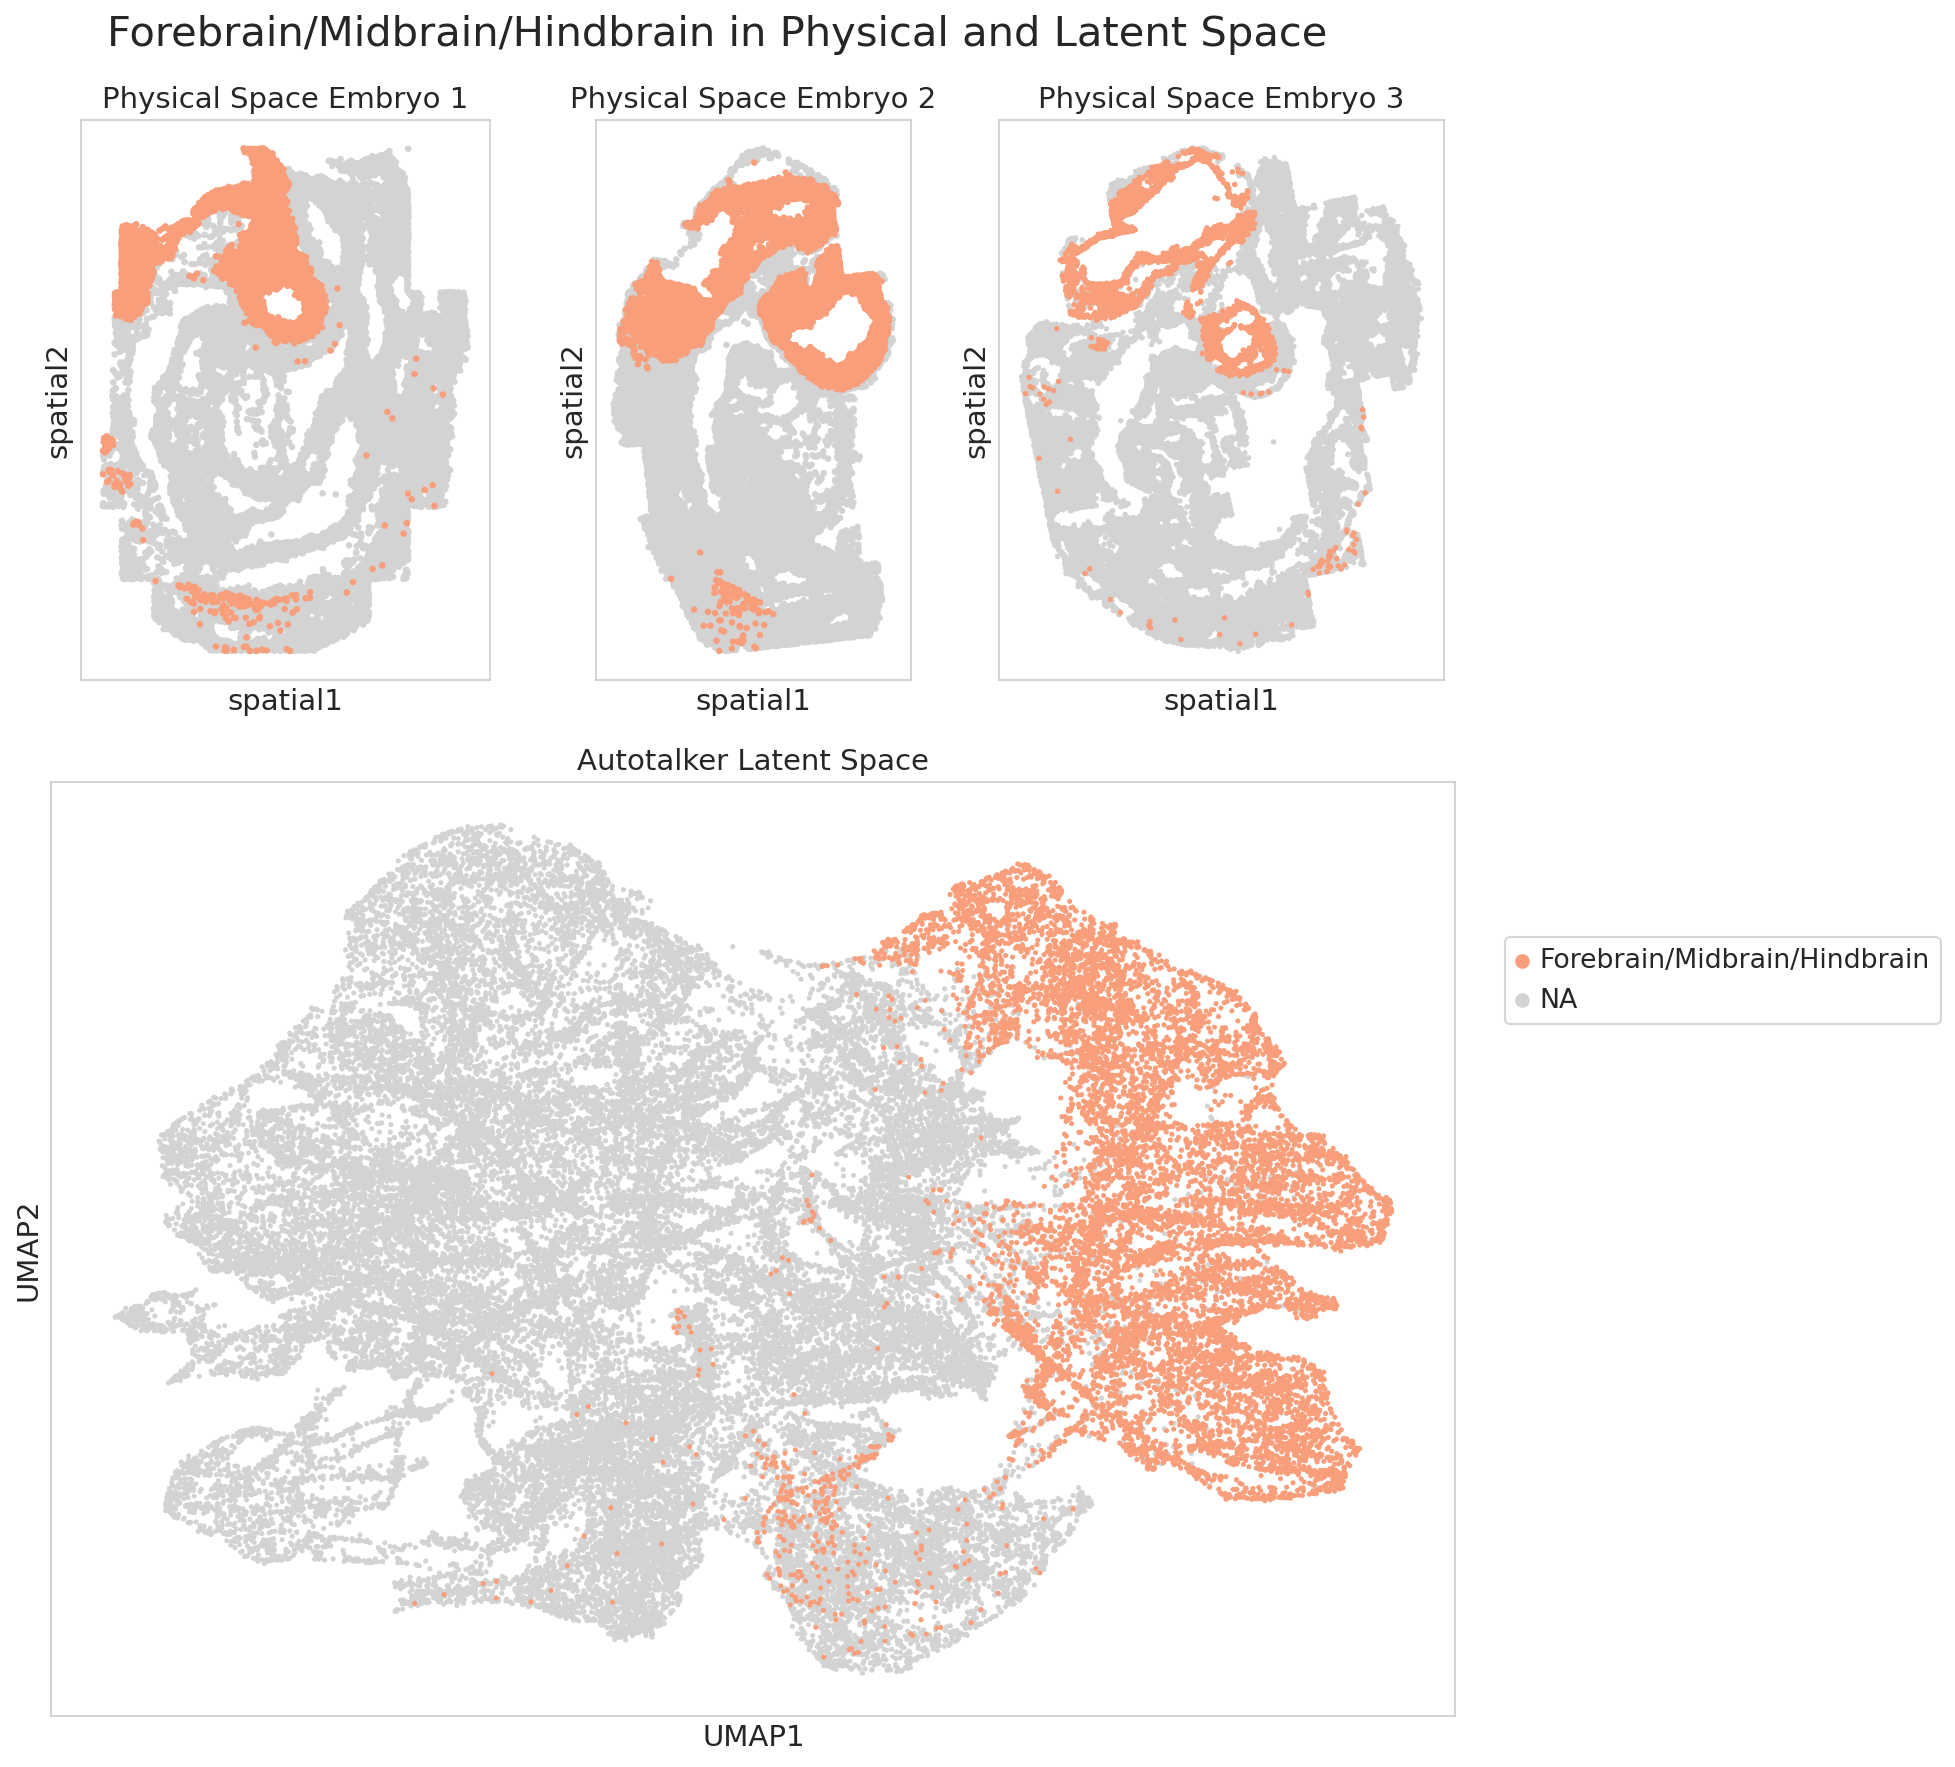 Forebrain/Midbrain/Hindbrain in Physical and Latent Space
Physical Space Embryo 1
Physical Space Embryo 2
Physical Space Embryo 3
spatial2
spatial2
spatial2
spatial1
spatial1
spatial1
Autotalker Latent Space
Forebrain/Midbrain/Hindbrain
NA
UMAP2
UMAP1